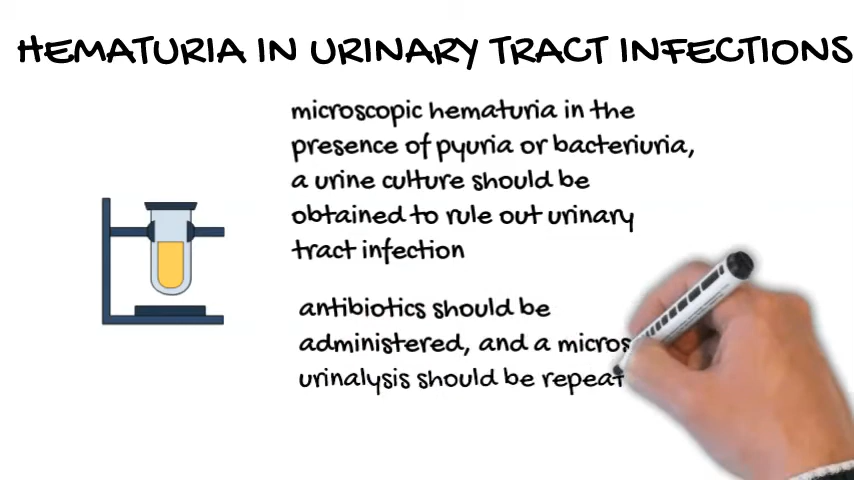 HEMATURIA IN URINARY TRACT INFECTIONS
microscopic hematuria in the
presence of pyuria or bacteriuria,
a urine culture should be
obtained to rule out urinary
tract infection
antibiotics should be
administered, and a micros
urinalysis should be repeat